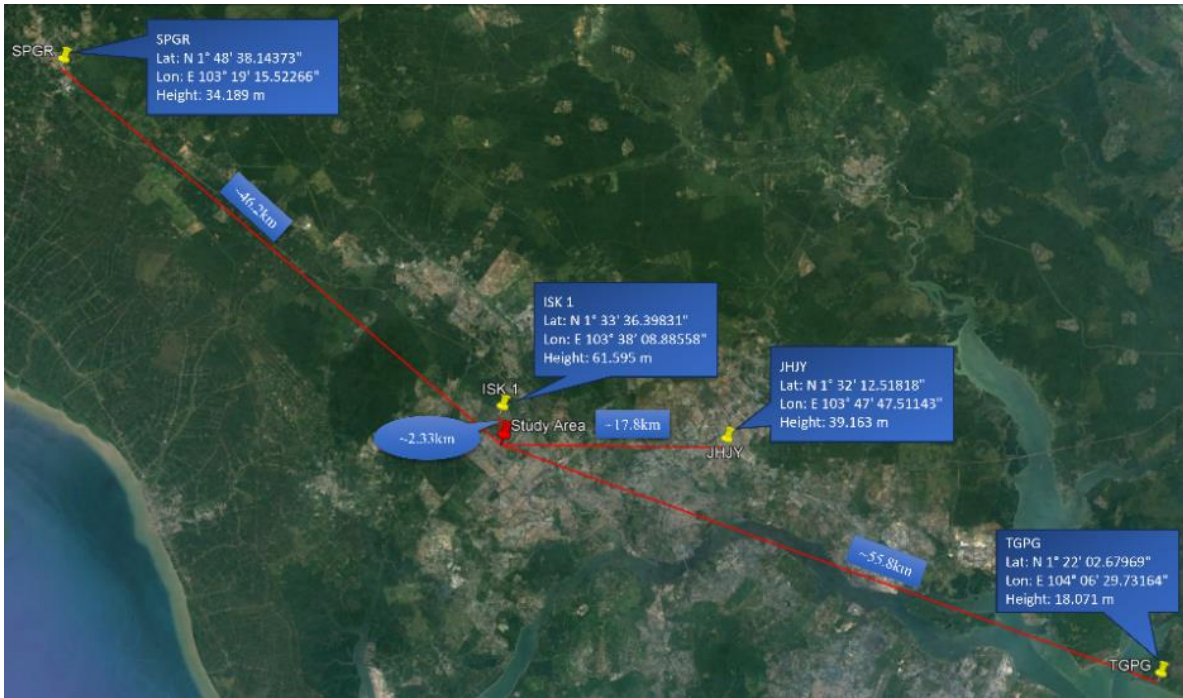 SPGR
SPGR
Lat: N 1° 48' 38.14373"
Lon: E 103° 19' 15.52266"
Height: 34.189 m
~46.2km
ISK 1
Lat: N 1° 33' 36.39831"
Lon: E 103° 38' 08.88558"
Height: 61.595 m
ISK 1
JHJY
Lat: N 1° 32' 12.51818"
Lon: E 103° 47' 47.51143"
Height: 39.163 m
~2.33km
Study Area
~17.8km
JHJY
~55.8km
TGPG
Lat: N 1° 22' 02.67969"
Lon: E 104° 06' 29.73164"
Height: 18.071 m
TGPG